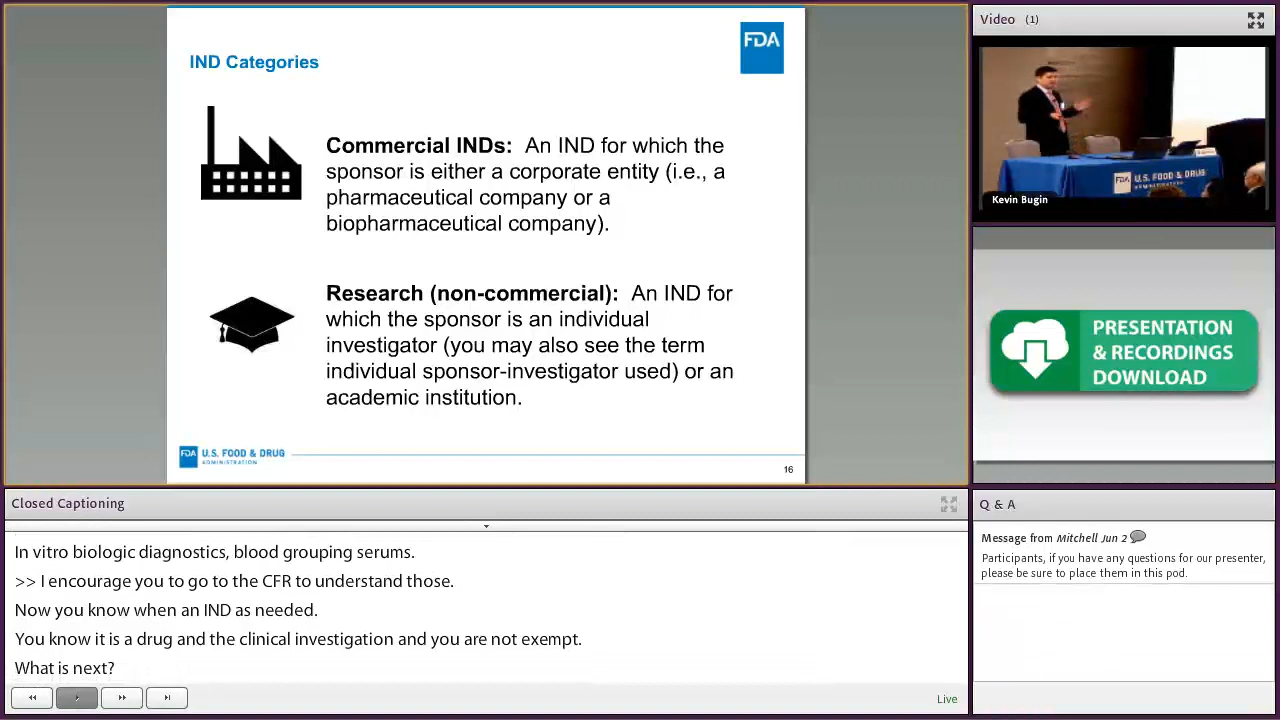 IND Categories
FDA
Commercial INDs: An IND for which the
sponsor is either a corporate entity (i.e., a
pharmaceutical company or a
biopharmaceutical company).
Research (non-commercial): An IND for
which the sponsor is an individual
investigator (you may also see the term
individual sponsor-investigator used) or an
academic institution.
FDA U.S. FOOD & DRUG
ADMINISTRATION
16
Video (1)
FDA U.S. FOOD & DRUG
ADMINISTRATION
Kevin Bugin
PRESENTATION
& RECORDINGS
DOWNLOAD
Closed Captioning
In vitro biologic diagnostics, blood grouping serums.
>> I encourage you to go to the CFR to understand those.
Now you know when an IND as needed.
You know it is a drug and the clinical investigation and you are not exempt.
What is next?
Live
Q & A
Message from Mitchell Jun 2
Participants, if you have any questions for our presenter,
please be sure to place them in this pod.